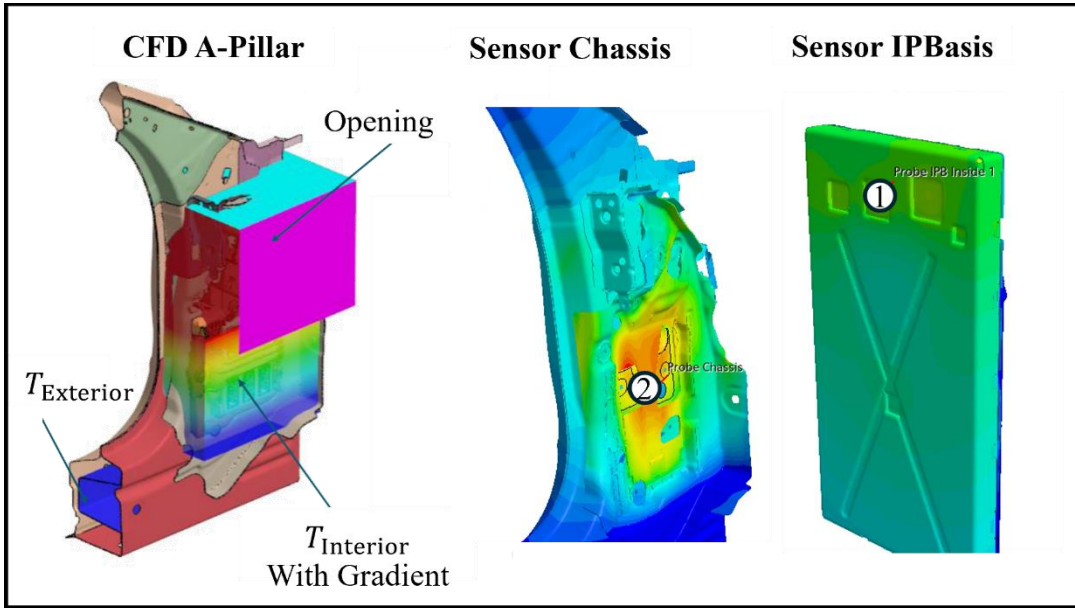 CFD A-Pillar
Sensor Chassis
Sensor IPBasis
Opening
T_Exterior
T_Interior
With Gradient
Probe Chassis
2
Probe IPB Inside 1
1